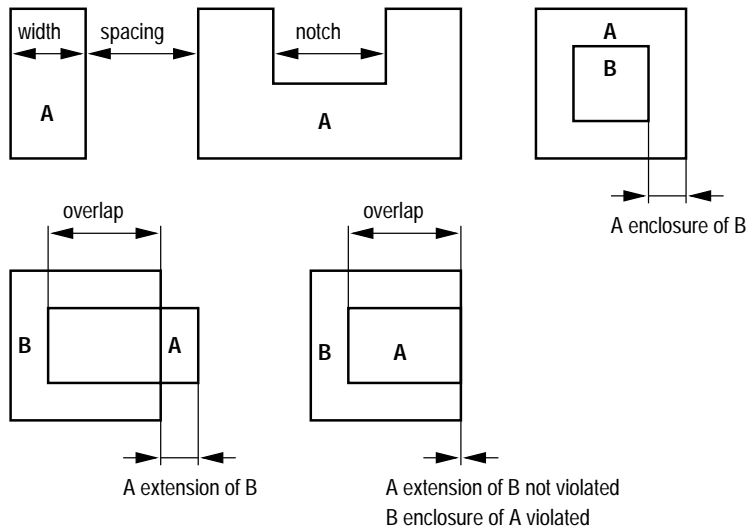 width
spacing
notch
A
A
A
B
A enclosure of B
overlap
overlap
B
A
B
A
A extension of B
A extension of B not violated
B enclosure of A violated